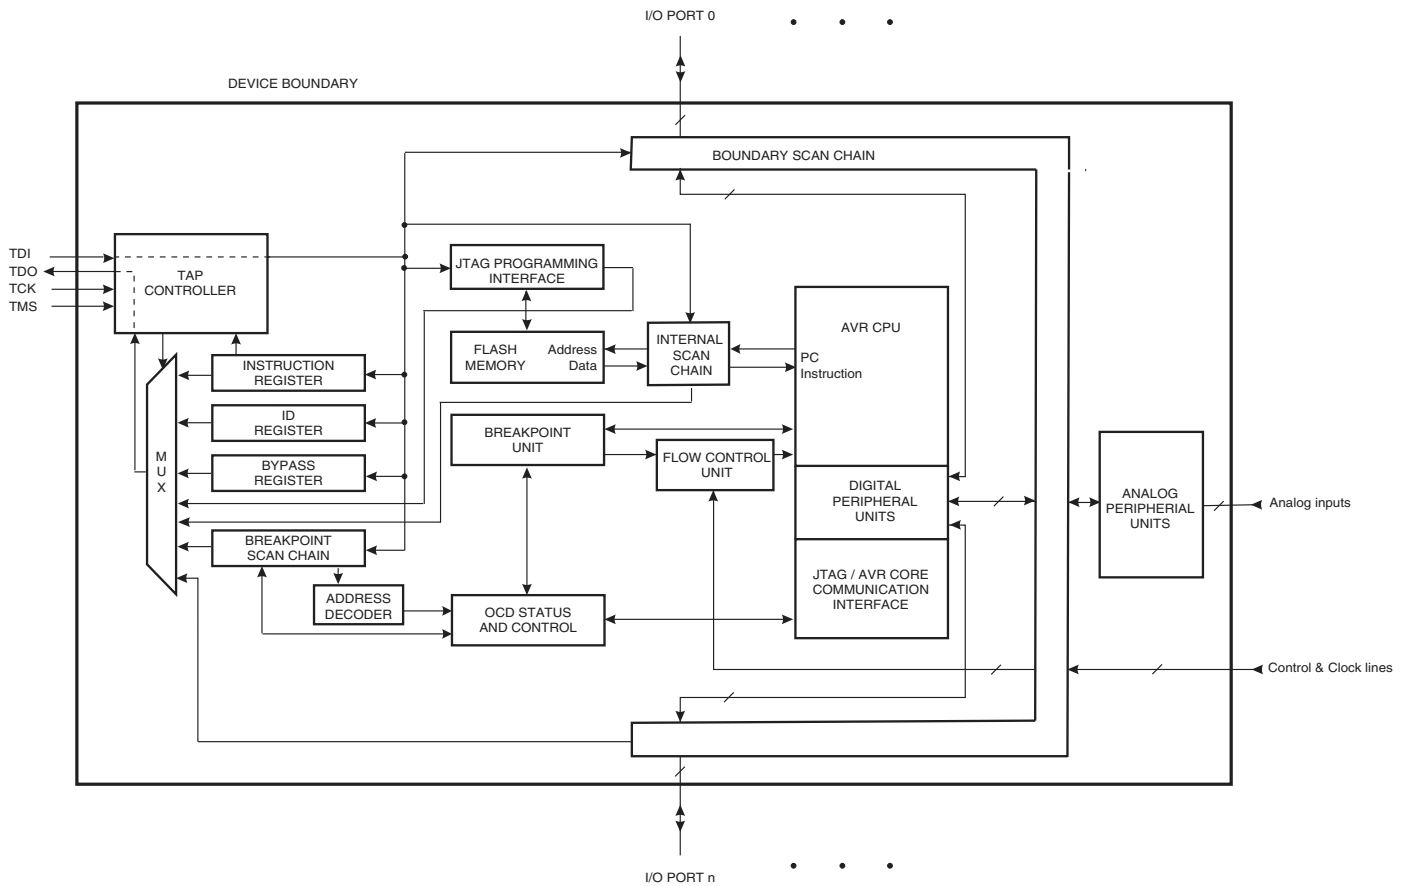 I/O PORT 0
DEVICE BOUNDARY
BOUNDARY SCAN CHAIN
TDI
TDO
TCK
TMS
TAP
CONTROLLER
JTAG PROGRAMMING
INTERFACE
AVR CPU
FLASH
MEMORY
Address
Data
INTERNAL
SCAN
CHAIN
PC
Instruction
INSTRUCTION
REGISTER
ID
REGISTER
BREAKPOINT
UNIT
FLOW CONTROL
UNIT
M
U
X
BYPASS
REGISTER
DIGITAL
PERIPHERAL
UNITS
ANALOG
PERIPHERIAL
UNITS
Analog inputs
BREAKPOINT
SCAN CHAIN
ADDRESS
DECODER
OCD STATUS
AND CONTROL
JTAG / AVR CORE
COMMUNICATION
INTERFACE
Control & Clock lines
I/O PORT n